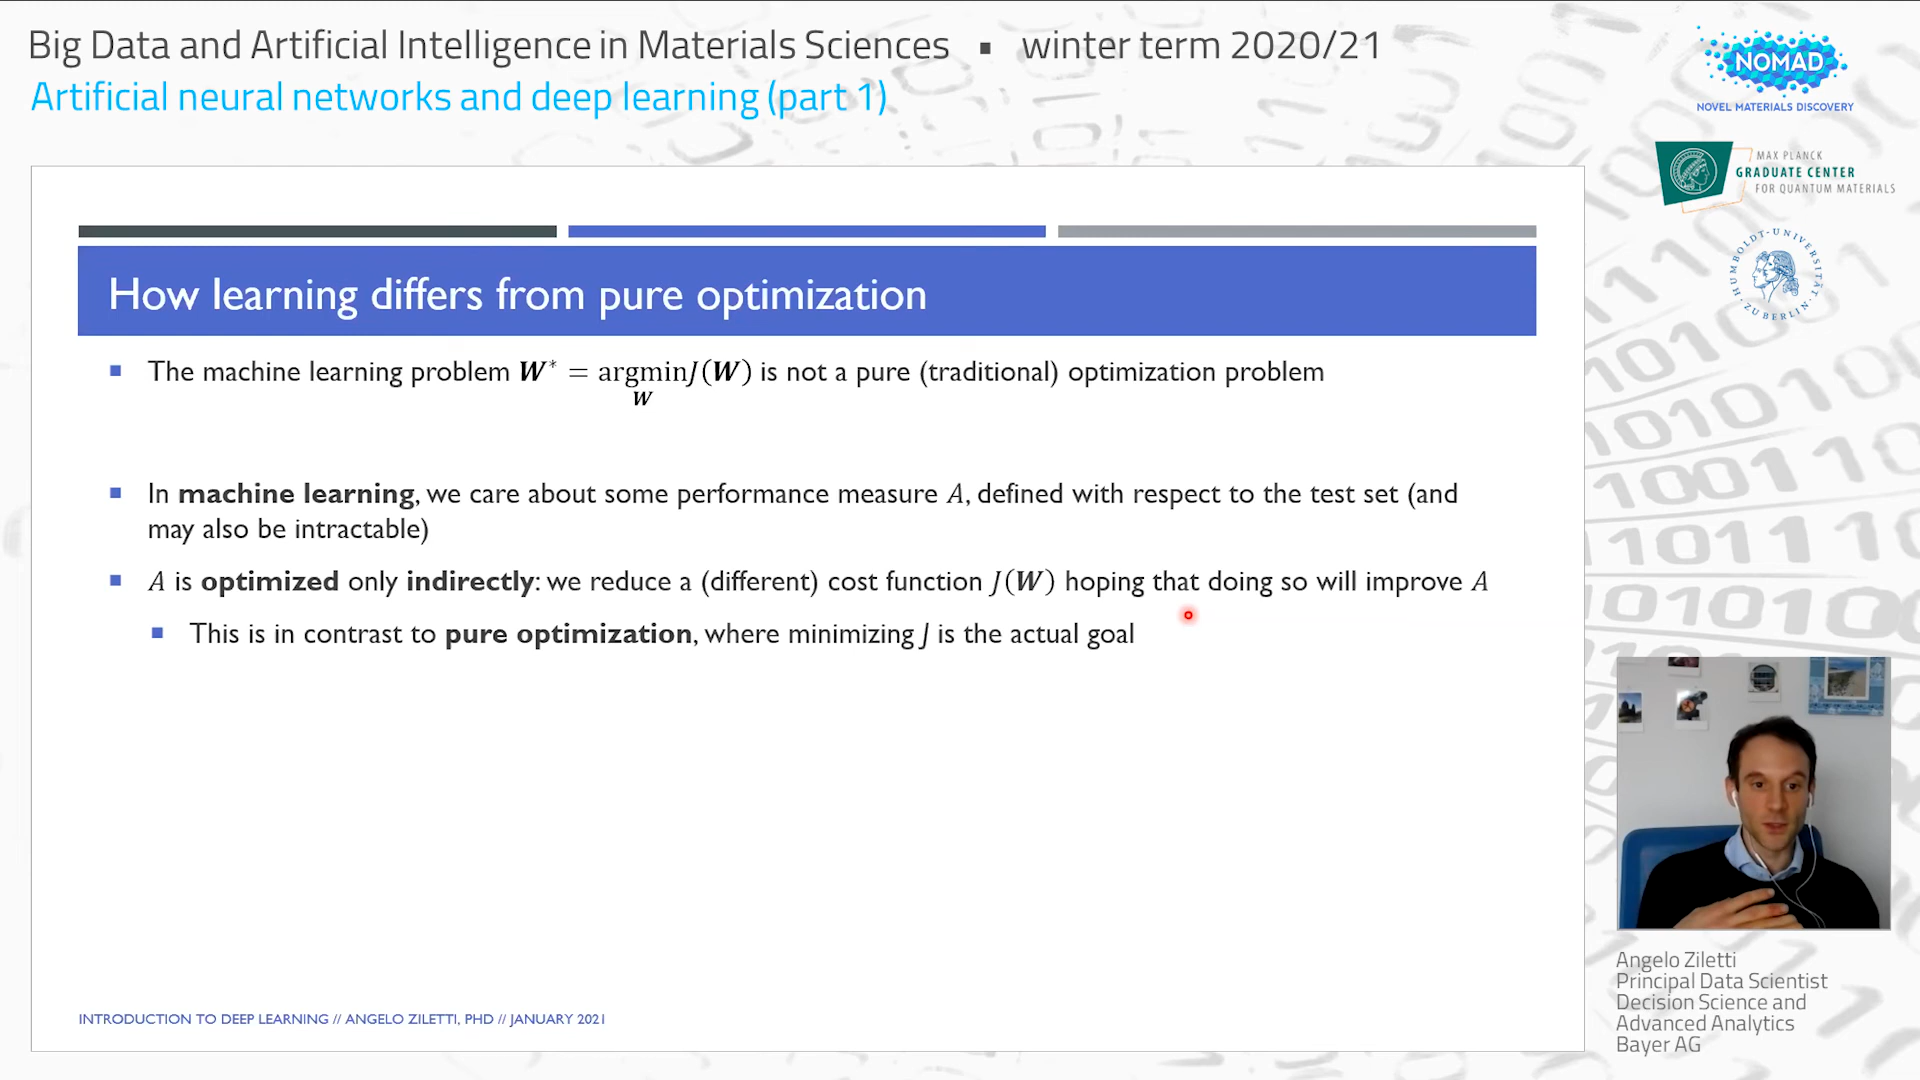 Big Data and Artificial Intelligence in Materials Sciences ▪ winter term 2020/21
Artificial neural networks and deep learning (part 1)
NOMAD
NOVEL MATERIALS DISCOVERY
MAX PLANCK
GRADUATE CENTER
FOR QUANTUM MATERIALS
HUMBOLDT-UNIVERSITÄT
ZU BERLIN
How learning differs from pure optimization
▪ The machine learning problem W* = argminJ(W) is not a pure (traditional) optimization problem
W
▪ In machine learning, we care about some performance measure A, defined with respect to the test set (and
may also be intractable)
▪ A is optimized only indirectly: we reduce a (different) cost function J(W) hoping that doing so will improve A
▪ This is in contrast to pure optimization, where minimizing J is the actual goal
INTRODUCTION TO DEEP LEARNING // ANGELO ZILETTI, PHD // JANUARY 2021
Angelo Ziletti
Principal Data Scientist
Decision Science and
Advanced Analytics
Bayer AG